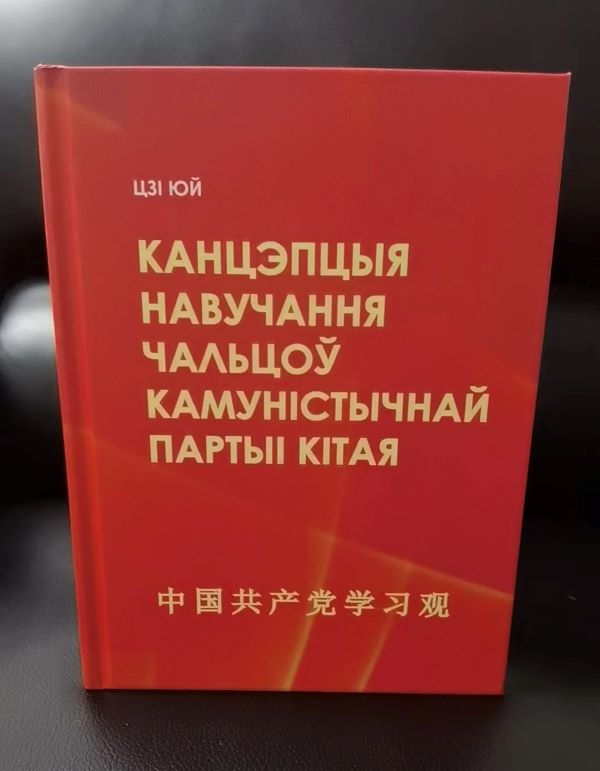 ЦЗІ ЮЙ
КАНЦЭПЦЫЯ
НАВУЧАННЯ
ЧАЛЬЦОЎ
КАМУНІСТЫЧНАЙ
ПАРТЫІ КІТАЯ
中国共产党学习观